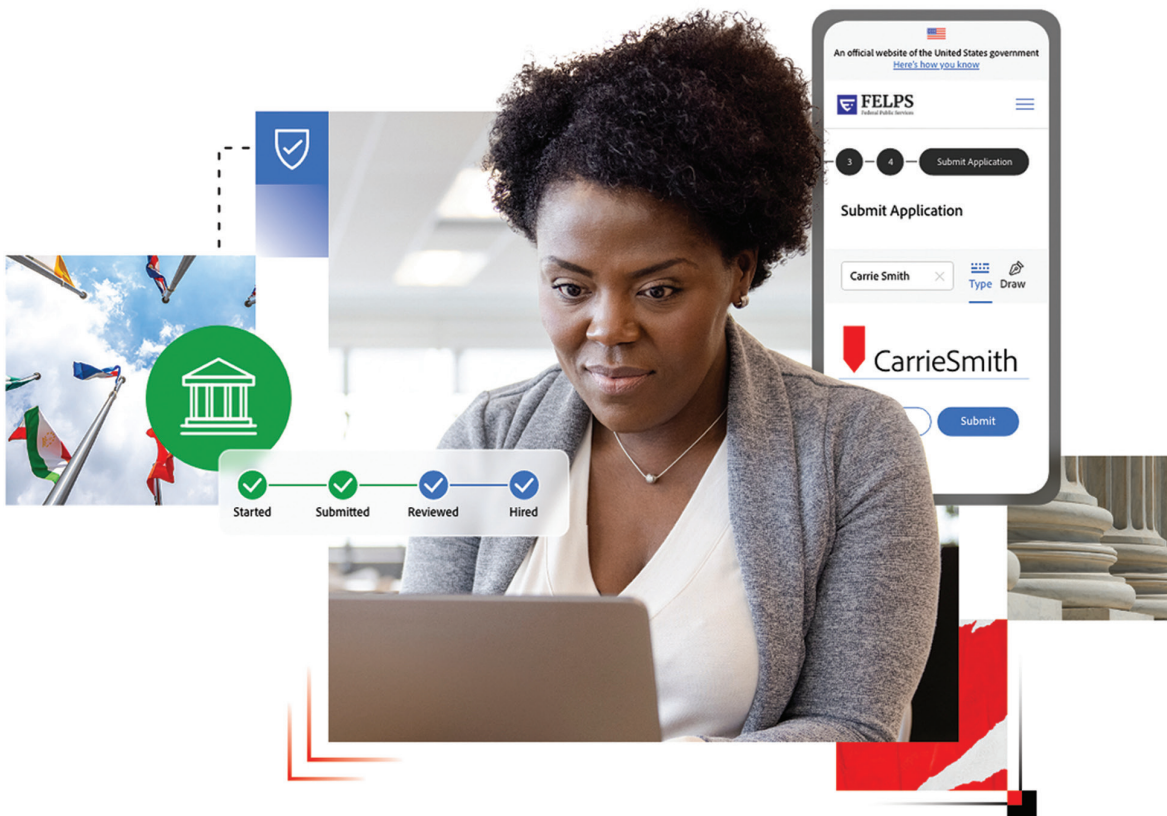 An official website of the United States government
Here's how you know
FELPS
Federal Public Services
3
4
Submit Application
Submit Application
Carrie Smith
Type
Draw
CarrieSmith
Submit
Started
Submitted
Reviewed
Hired